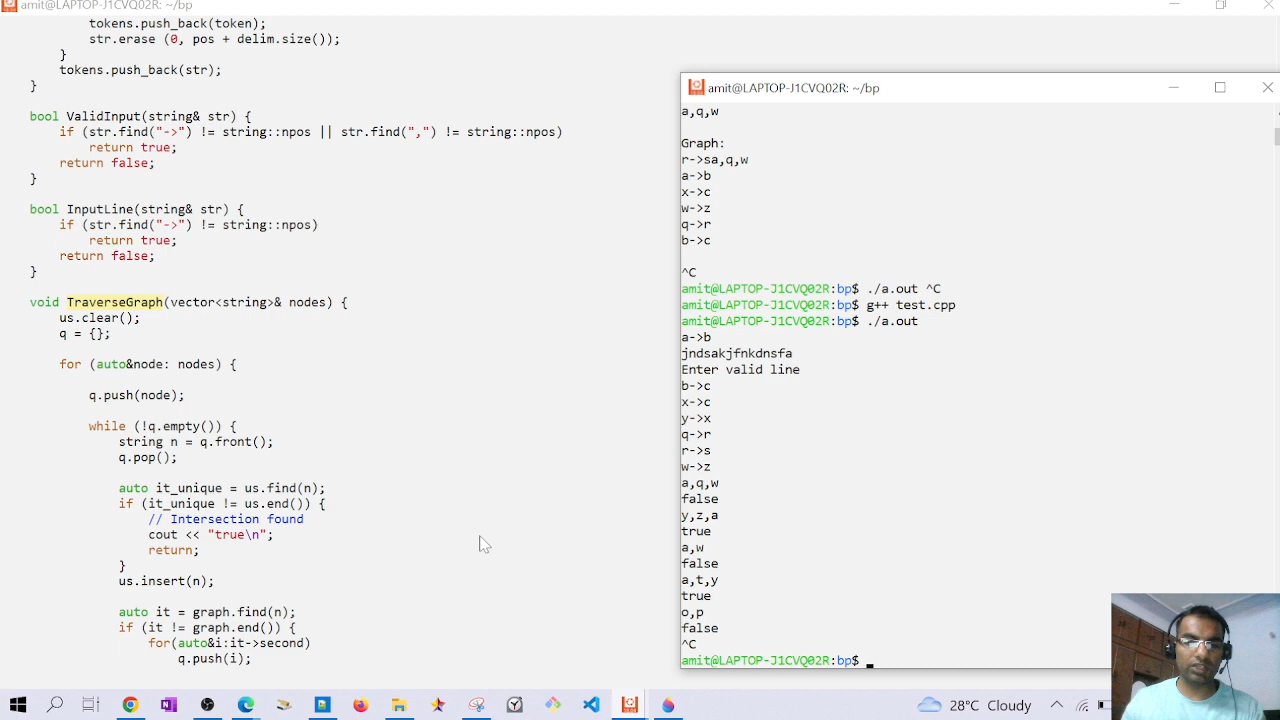 amit@LAPTOP-J1CVQ02R: ~/bp
tokens.push_back(token);
str.erase (0, pos + delim.size());
}
tokens.push_back(str);
}
bool ValidInput(string& str) {
if (str.find("->") != string::npos || str.find(",") != string::npos)
return true;
return false;
}
bool InputLine(string& str) {
if (str.find("->") != string::npos)
return true;
return false;
}
void TraverseGraph(vector<string>& nodes) {
us.clear();
q = {};
for (auto&node: nodes) {
q.push(node);
while (!q.empty()) {
string n = q.front();
q.pop();
auto it_unique = us.find(n);
if (it_unique != us.end()) {
// Intersection found
cout << "true\n";
return;
}
us.insert(n);
auto it = graph.find(n);
if (it != graph.end()) {
for(auto&i:it->second)
q.push(i);
amit@LAPTOP-J1CVQ02R: ~/bp
a,q,w
Graph:
r->sa,q,w
a->b
x->c
w->z
q->r
b->c
^C
amit@LAPTOP-J1CVQ02R:bp$ ./a.out ^C
amit@LAPTOP-J1CVQ02R:bp$ g++ test.cpp
amit@LAPTOP-J1CVQ02R:bp$ ./a.out
a->b
jndsakjfnkdnsfa
Enter valid line
b->c
x->c
y->x
q->r
r->s
w->z
a,q,w
false
y,z,a
true
a,w
false
a,t,y
true
o,p
false
^C
amit@LAPTOP-J1CVQ02R:bp$
28°C Cloudy